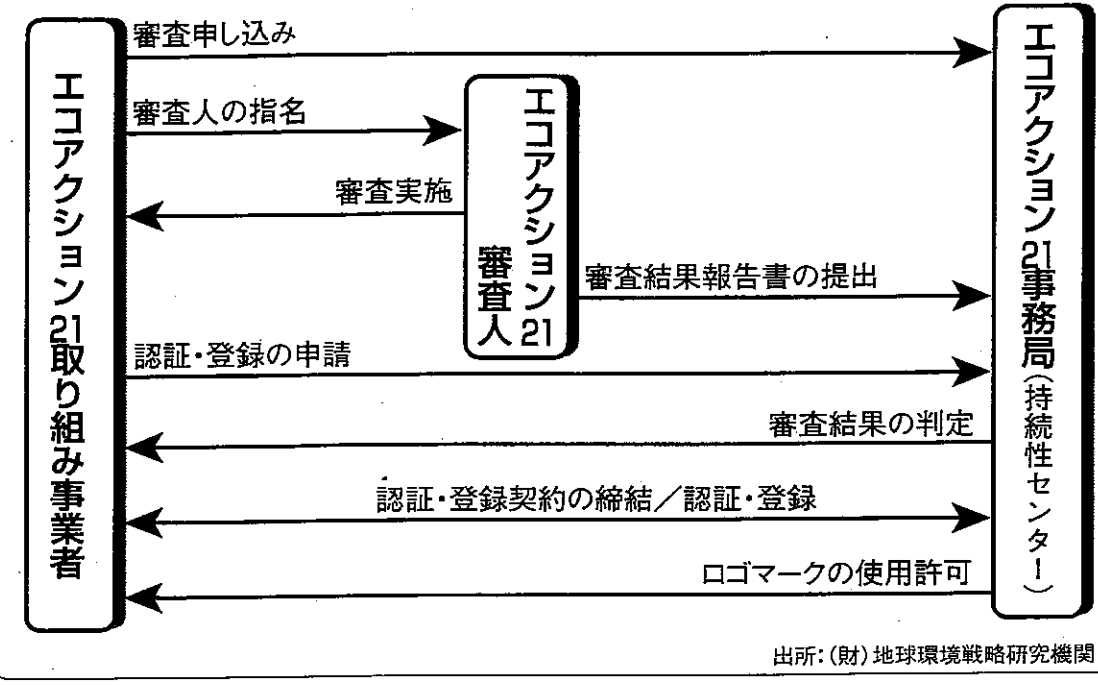 エコアクション21取り組み事業者
審査申し込み
審査人の指名
審査実施
エコアクション21
審査人
審査結果報告書の提出
認証・登録の申請
審査結果の判定
認証・登録契約の締結／認証・登録
ロゴマークの使用許可
エコアクション21事務局（持続性センター）
出所：（財）地球環境戦略研究機関